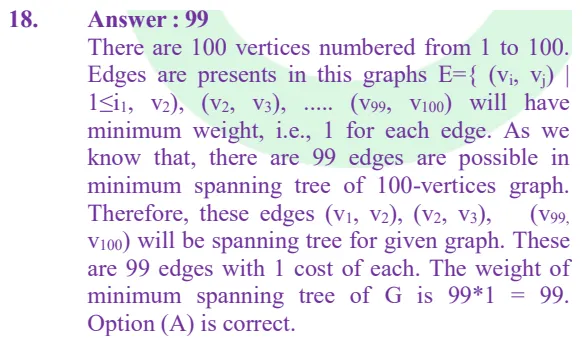 18. Answer : 99
There are 100 vertices numbered from 1 to 100.
Edges are presents in this graphs E={ (vi, vj) |
1≤i1, v2), (v2, v3), ..... (v99, v100) will have
minimum weight, i.e., 1 for each edge. As we
know that, there are 99 edges are possible in
minimum spanning tree of 100-vertices graph.
Therefore, these edges (v1, v2), (v2, v3), (v99,
v100) will be spanning tree for given graph. These
are 99 edges with 1 cost of each. The weight of
minimum spanning tree of G is 99*1 = 99.
Option (A) is correct.